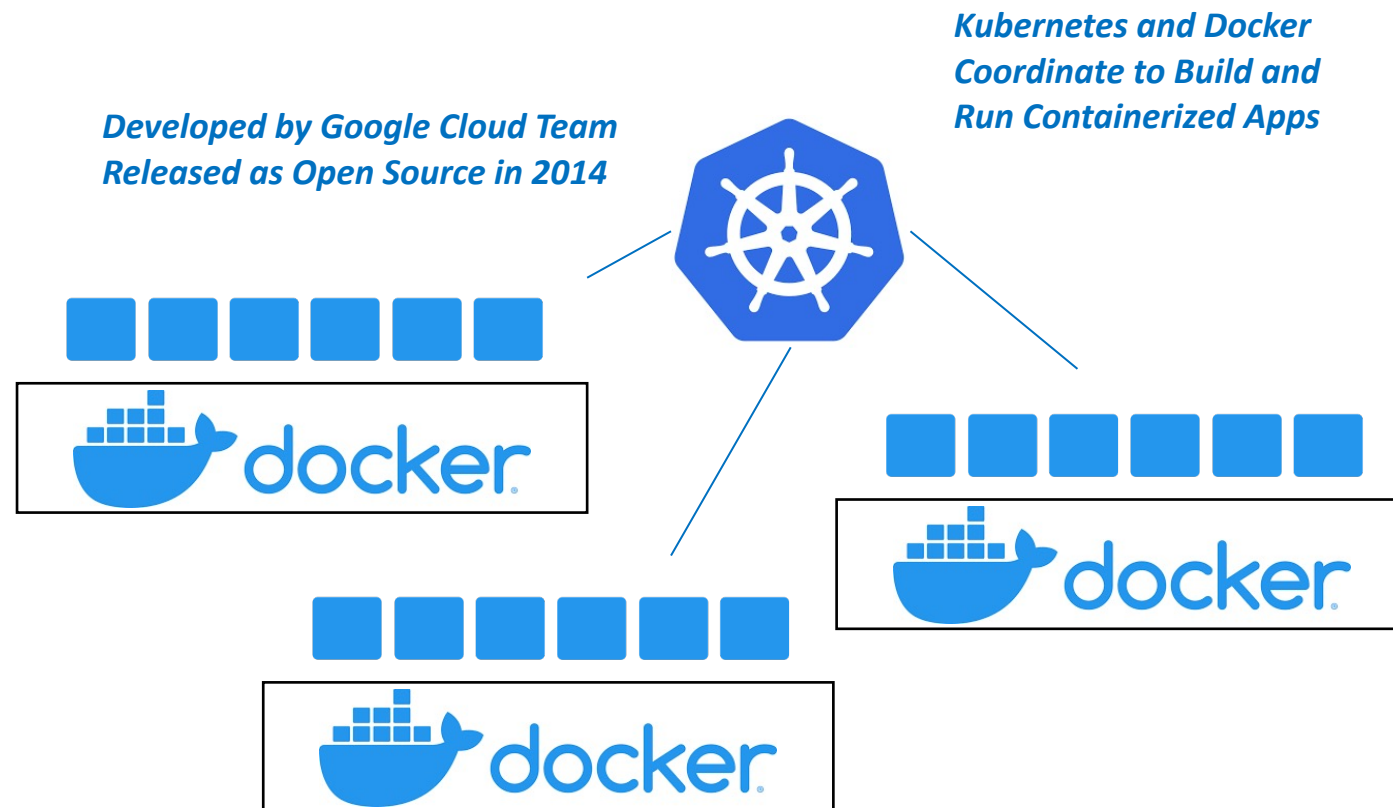 Kubernetes and Docker
Coordinate to Build and
Run Containerized Apps
Developed by Google Cloud Team
Released as Open Source in 2014
docker
docker
docker